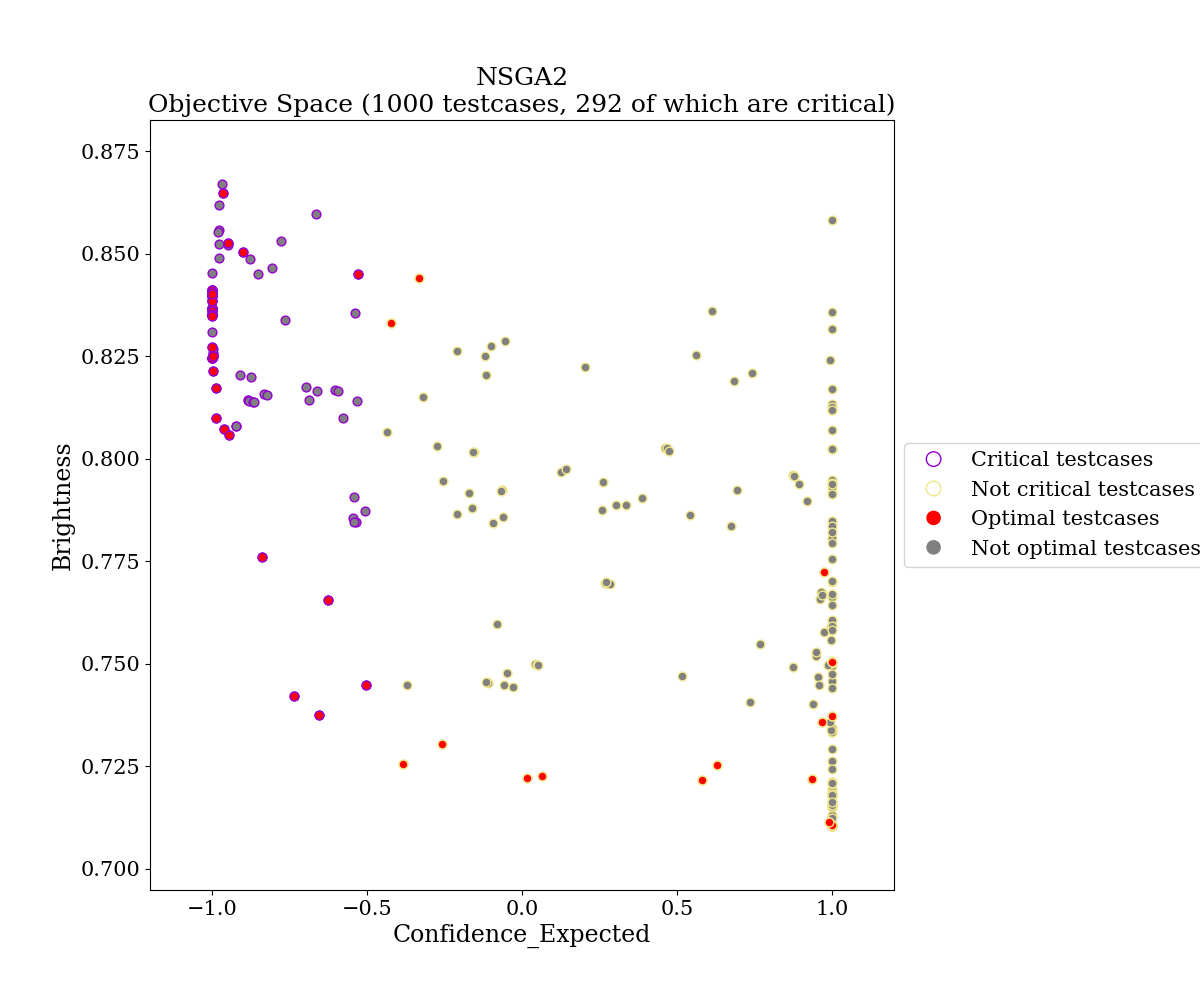 NSGA2
Objective Space (1000 testcases, 292 of which are critical)
0.875
0.850
0.825
0.800
0.775
0.750
0.725
0.700
Brightness
−1.0
−0.5
0.0
0.5
1.0
Confidence_Expected
Critical testcases
Not critical testcases
Optimal testcases
Not optimal testcases